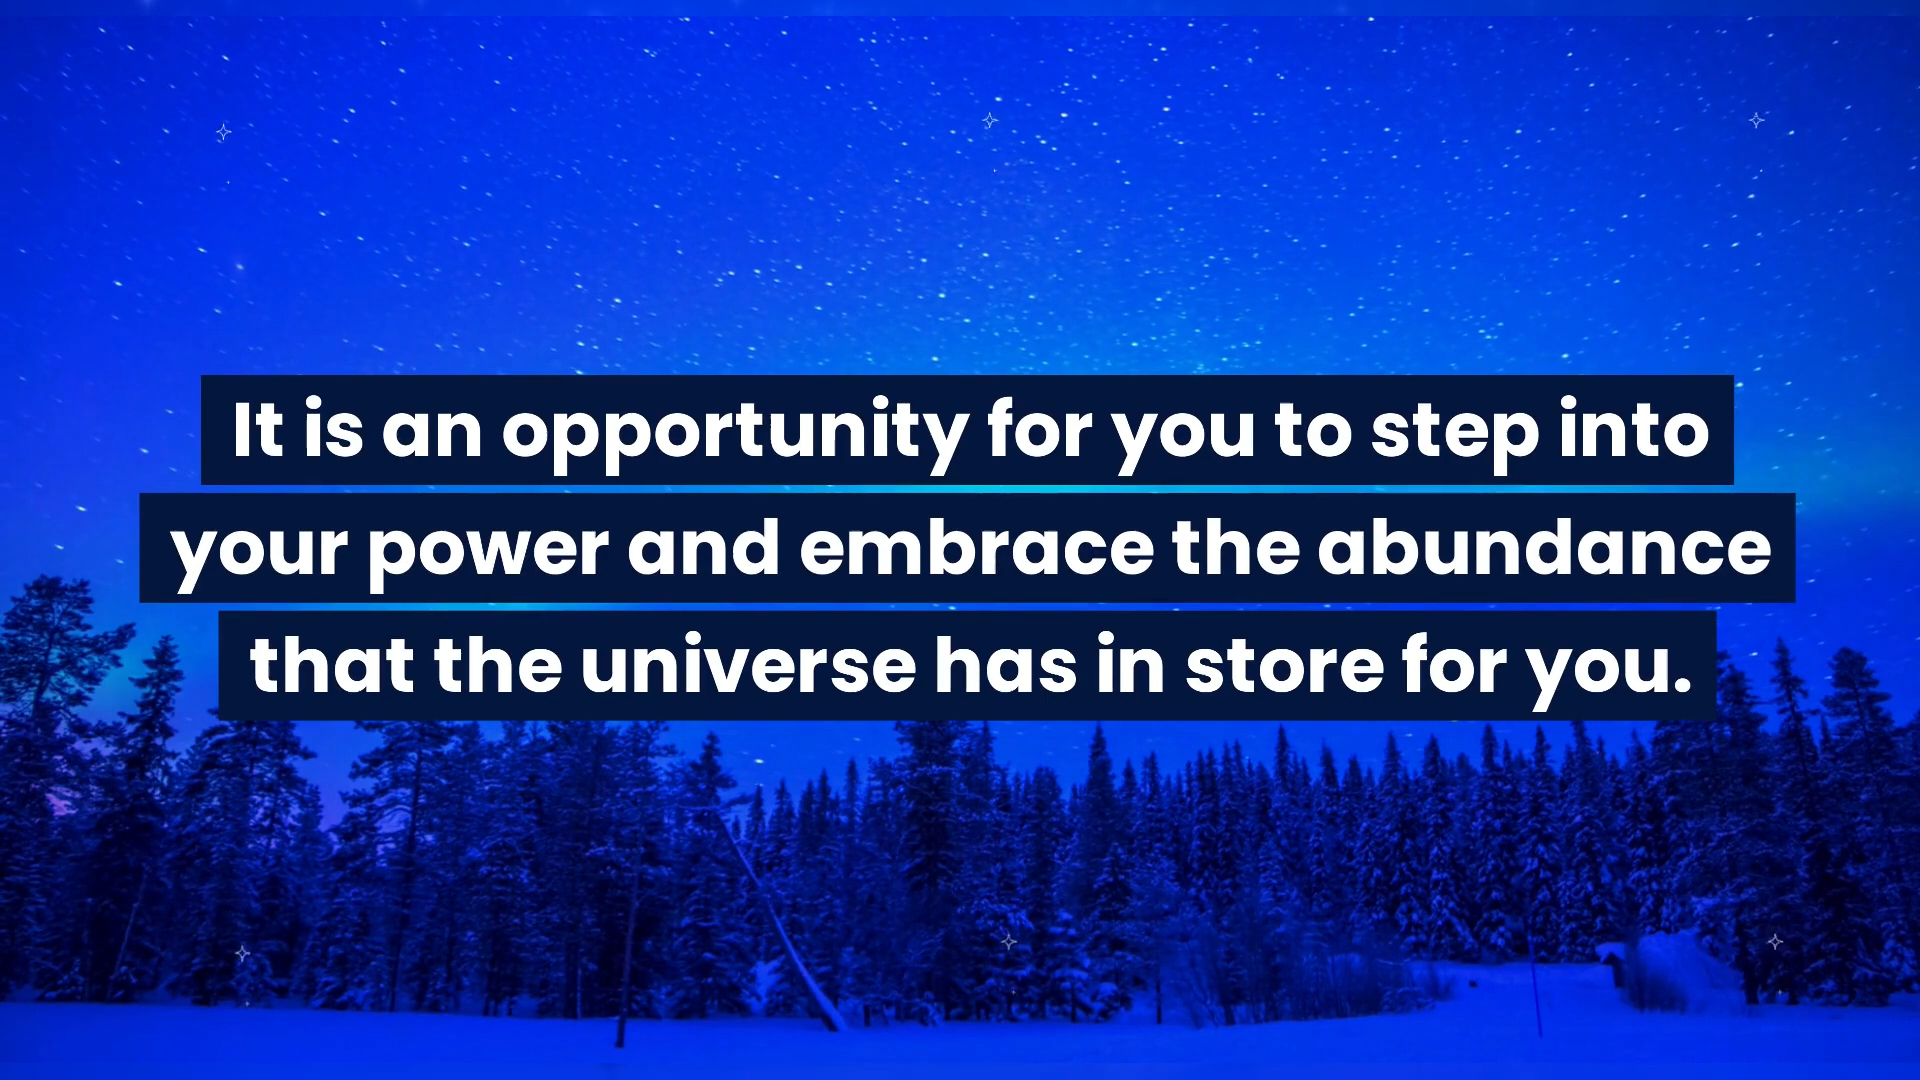 It is an opportunity for you to step into
your power and embrace the abundance
that the universe has in store for you.